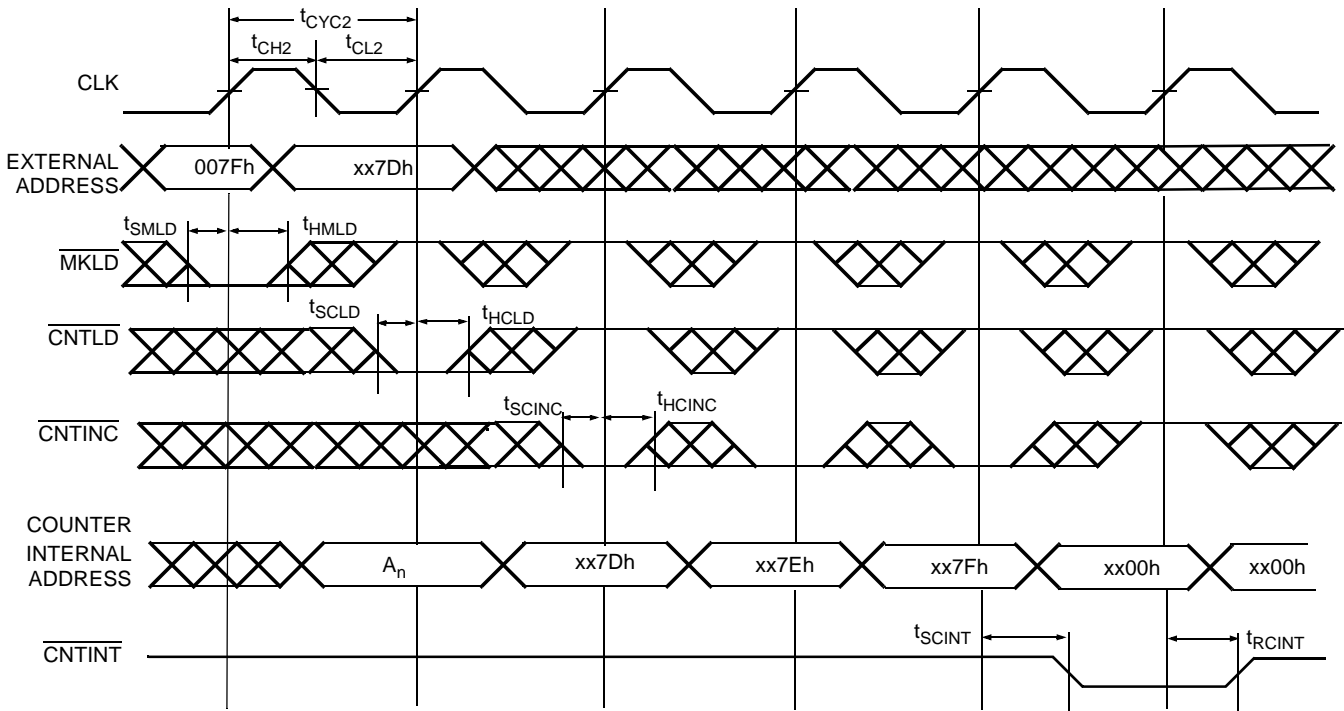 tCYC2
tCH2
tCL2
CLK
EXTERNAL
ADDRESS
007Fh
xx7Dh
tSMLD
tHMLD
MKLD
tSCLD
tHCLD
CNTLD
tSCINC
tHCINC
CNTINC
COUNTER
INTERNAL
ADDRESS
An
xx7Dh
xx7Eh
xx7Fh
xx00h
xx00h
tSCINT
tRCINT
CNTINT